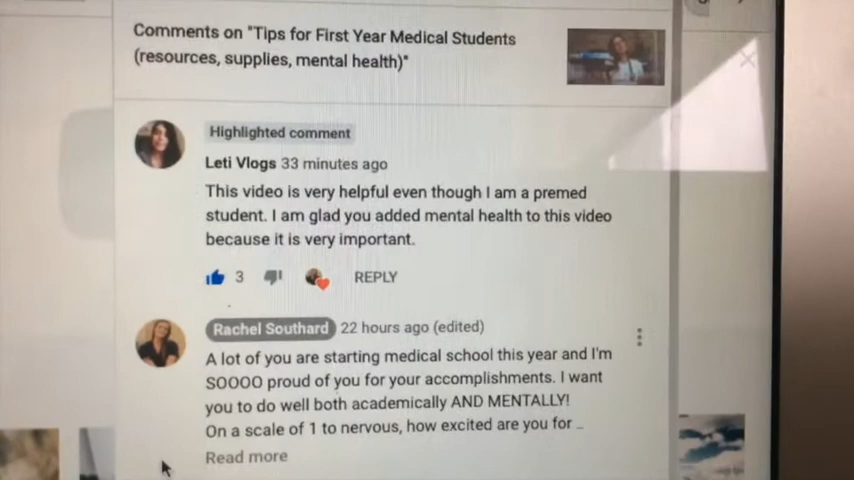 Comments on "Tips for First Year Medical Students
(resources, supplies, mental health)"
Highlighted comment
Leti Vlogs 33 minutes ago
This video is very helpful even though I am a premed
student. I am glad you added mental health to this video
because it is very important.
3 REPLY
Rachel Southard 22 hours ago (edited)
A lot of you are starting medical school this year and I'm
SOOOO proud of you for your accomplishments. I want
you to do well both academically AND MENTALLY!
On a scale of 1 to nervous, how excited are you for ...
Read more